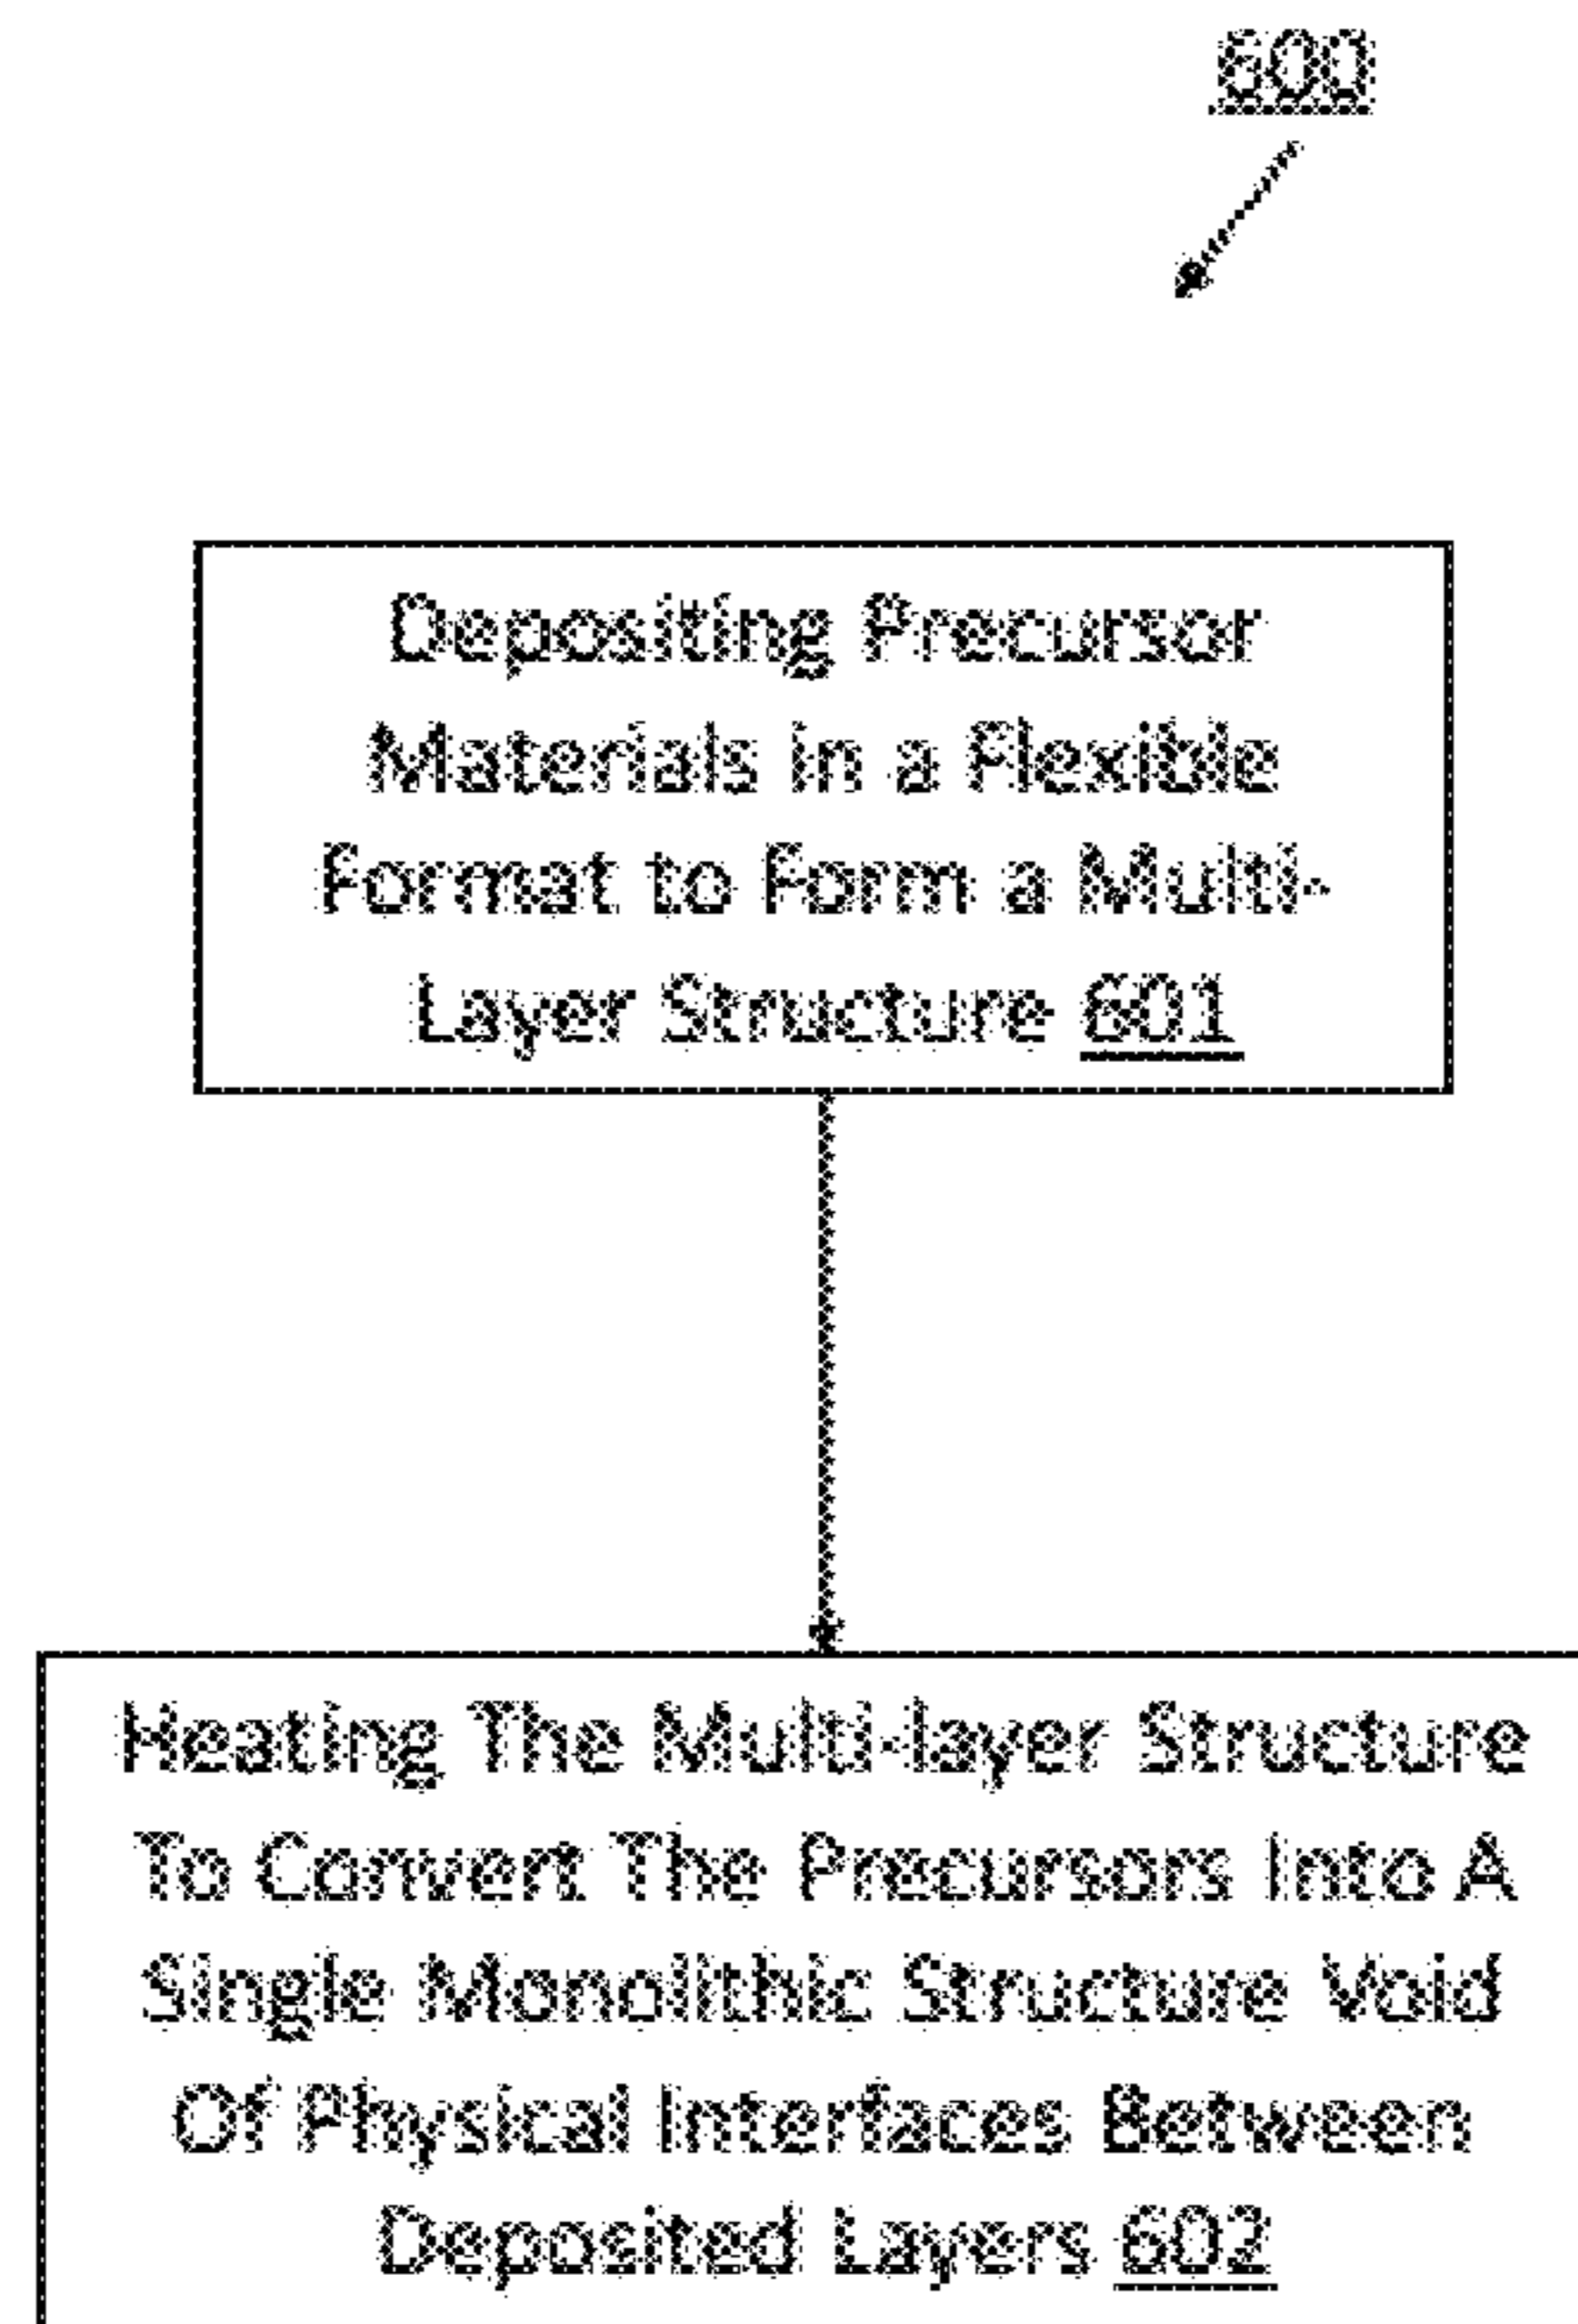 600
Depositing Precursor
Materials in a Flexible
Format to Form a Multi-
Layer Structure 601
Heating The Multi-layer Structure
To Convert The Precursors Into A
Single Monolithic Structure Void
Of Physical Interfaces Between
Deposited Layers 602